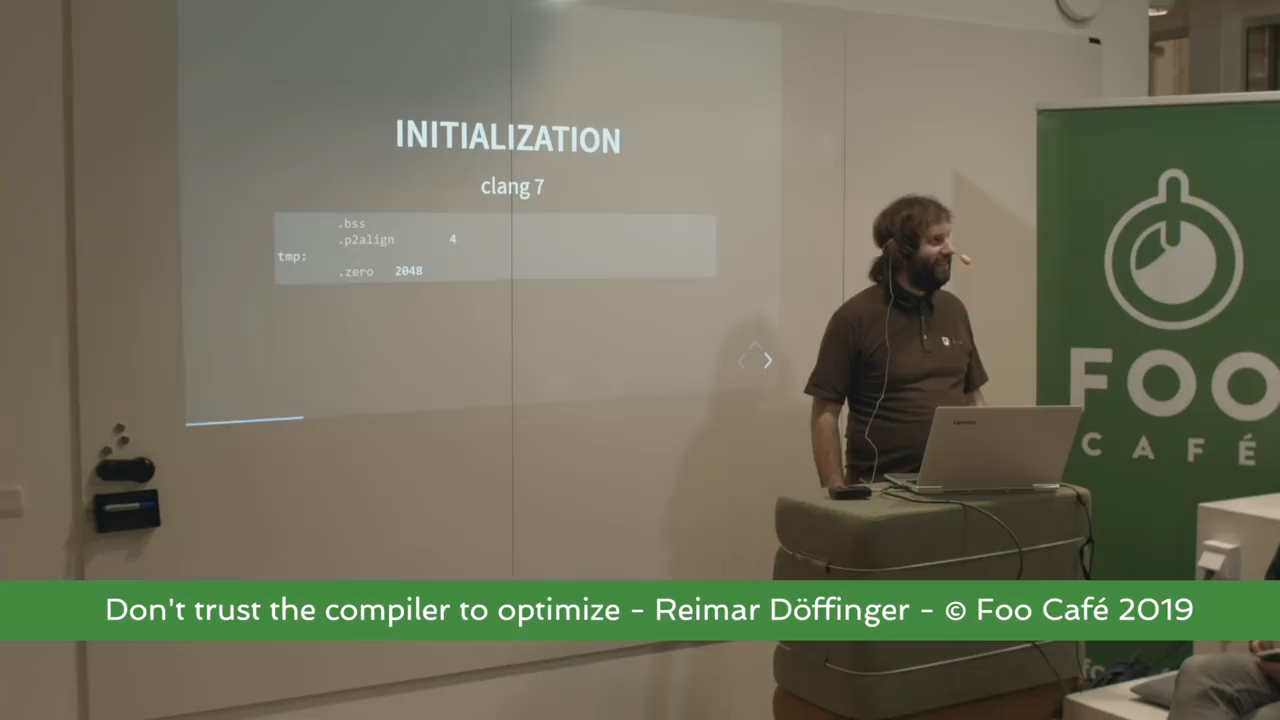 INITIALIZATION
clang 7
.bss
.p2align 4
tmp:
.zero 2048
Lenovo
FOO
CAFÉ
Don't trust the compiler to optimize - Reimar Döffinger - © Foo Café 2019